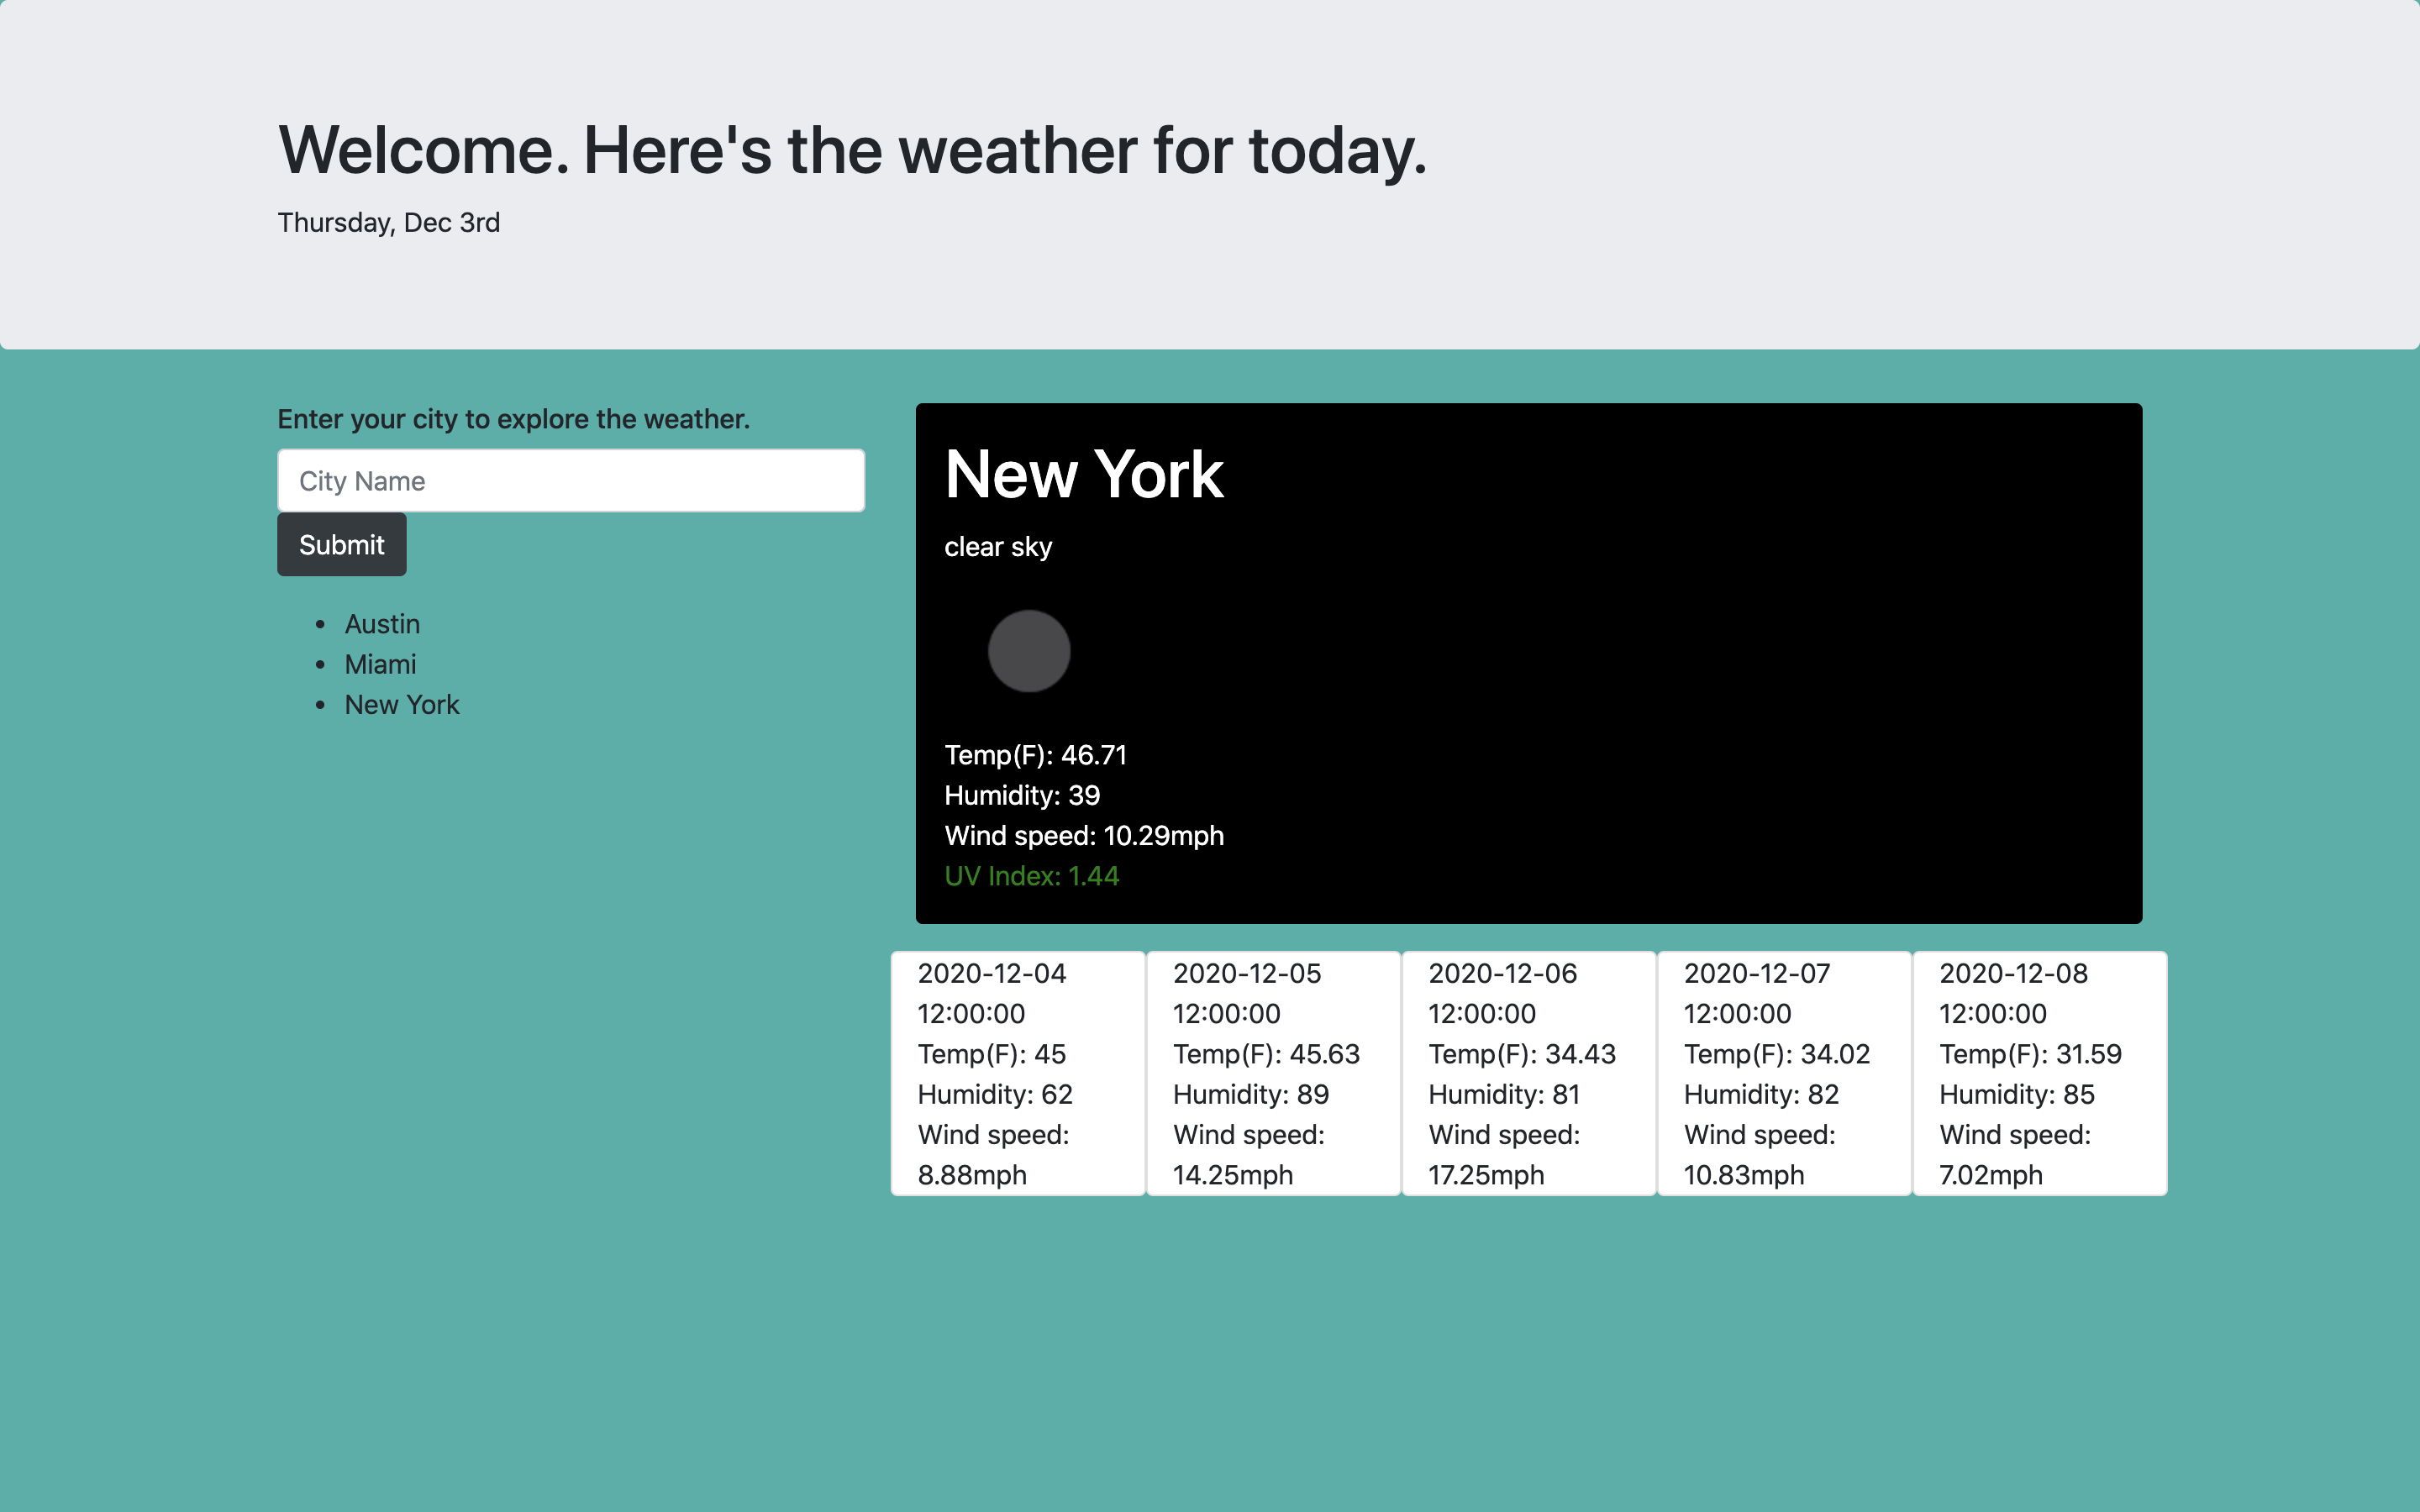 Welcome. Here's the weather for today.
Thursday, Dec 3rd
Enter your city to explore the weather.
City Name
Submit
Austin
Miami
New York
New York
clear sky
Temp(F): 46.71
Humidity: 39
Wind speed: 10.29mph
UV Index: 1.44
2020-12-04
12:00:00
Temp(F): 45
Humidity: 62
Wind speed:
8.88mph
2020-12-05
12:00:00
Temp(F): 45.63
Humidity: 89
Wind speed:
14.25mph
2020-12-06
12:00:00
Temp(F): 34.43
Humidity: 81
Wind speed:
17.25mph
2020-12-07
12:00:00
Temp(F): 34.02
Humidity: 82
Wind speed:
10.83mph
2020-12-08
12:00:00
Temp(F): 31.59
Humidity: 85
Wind speed:
7.02mph